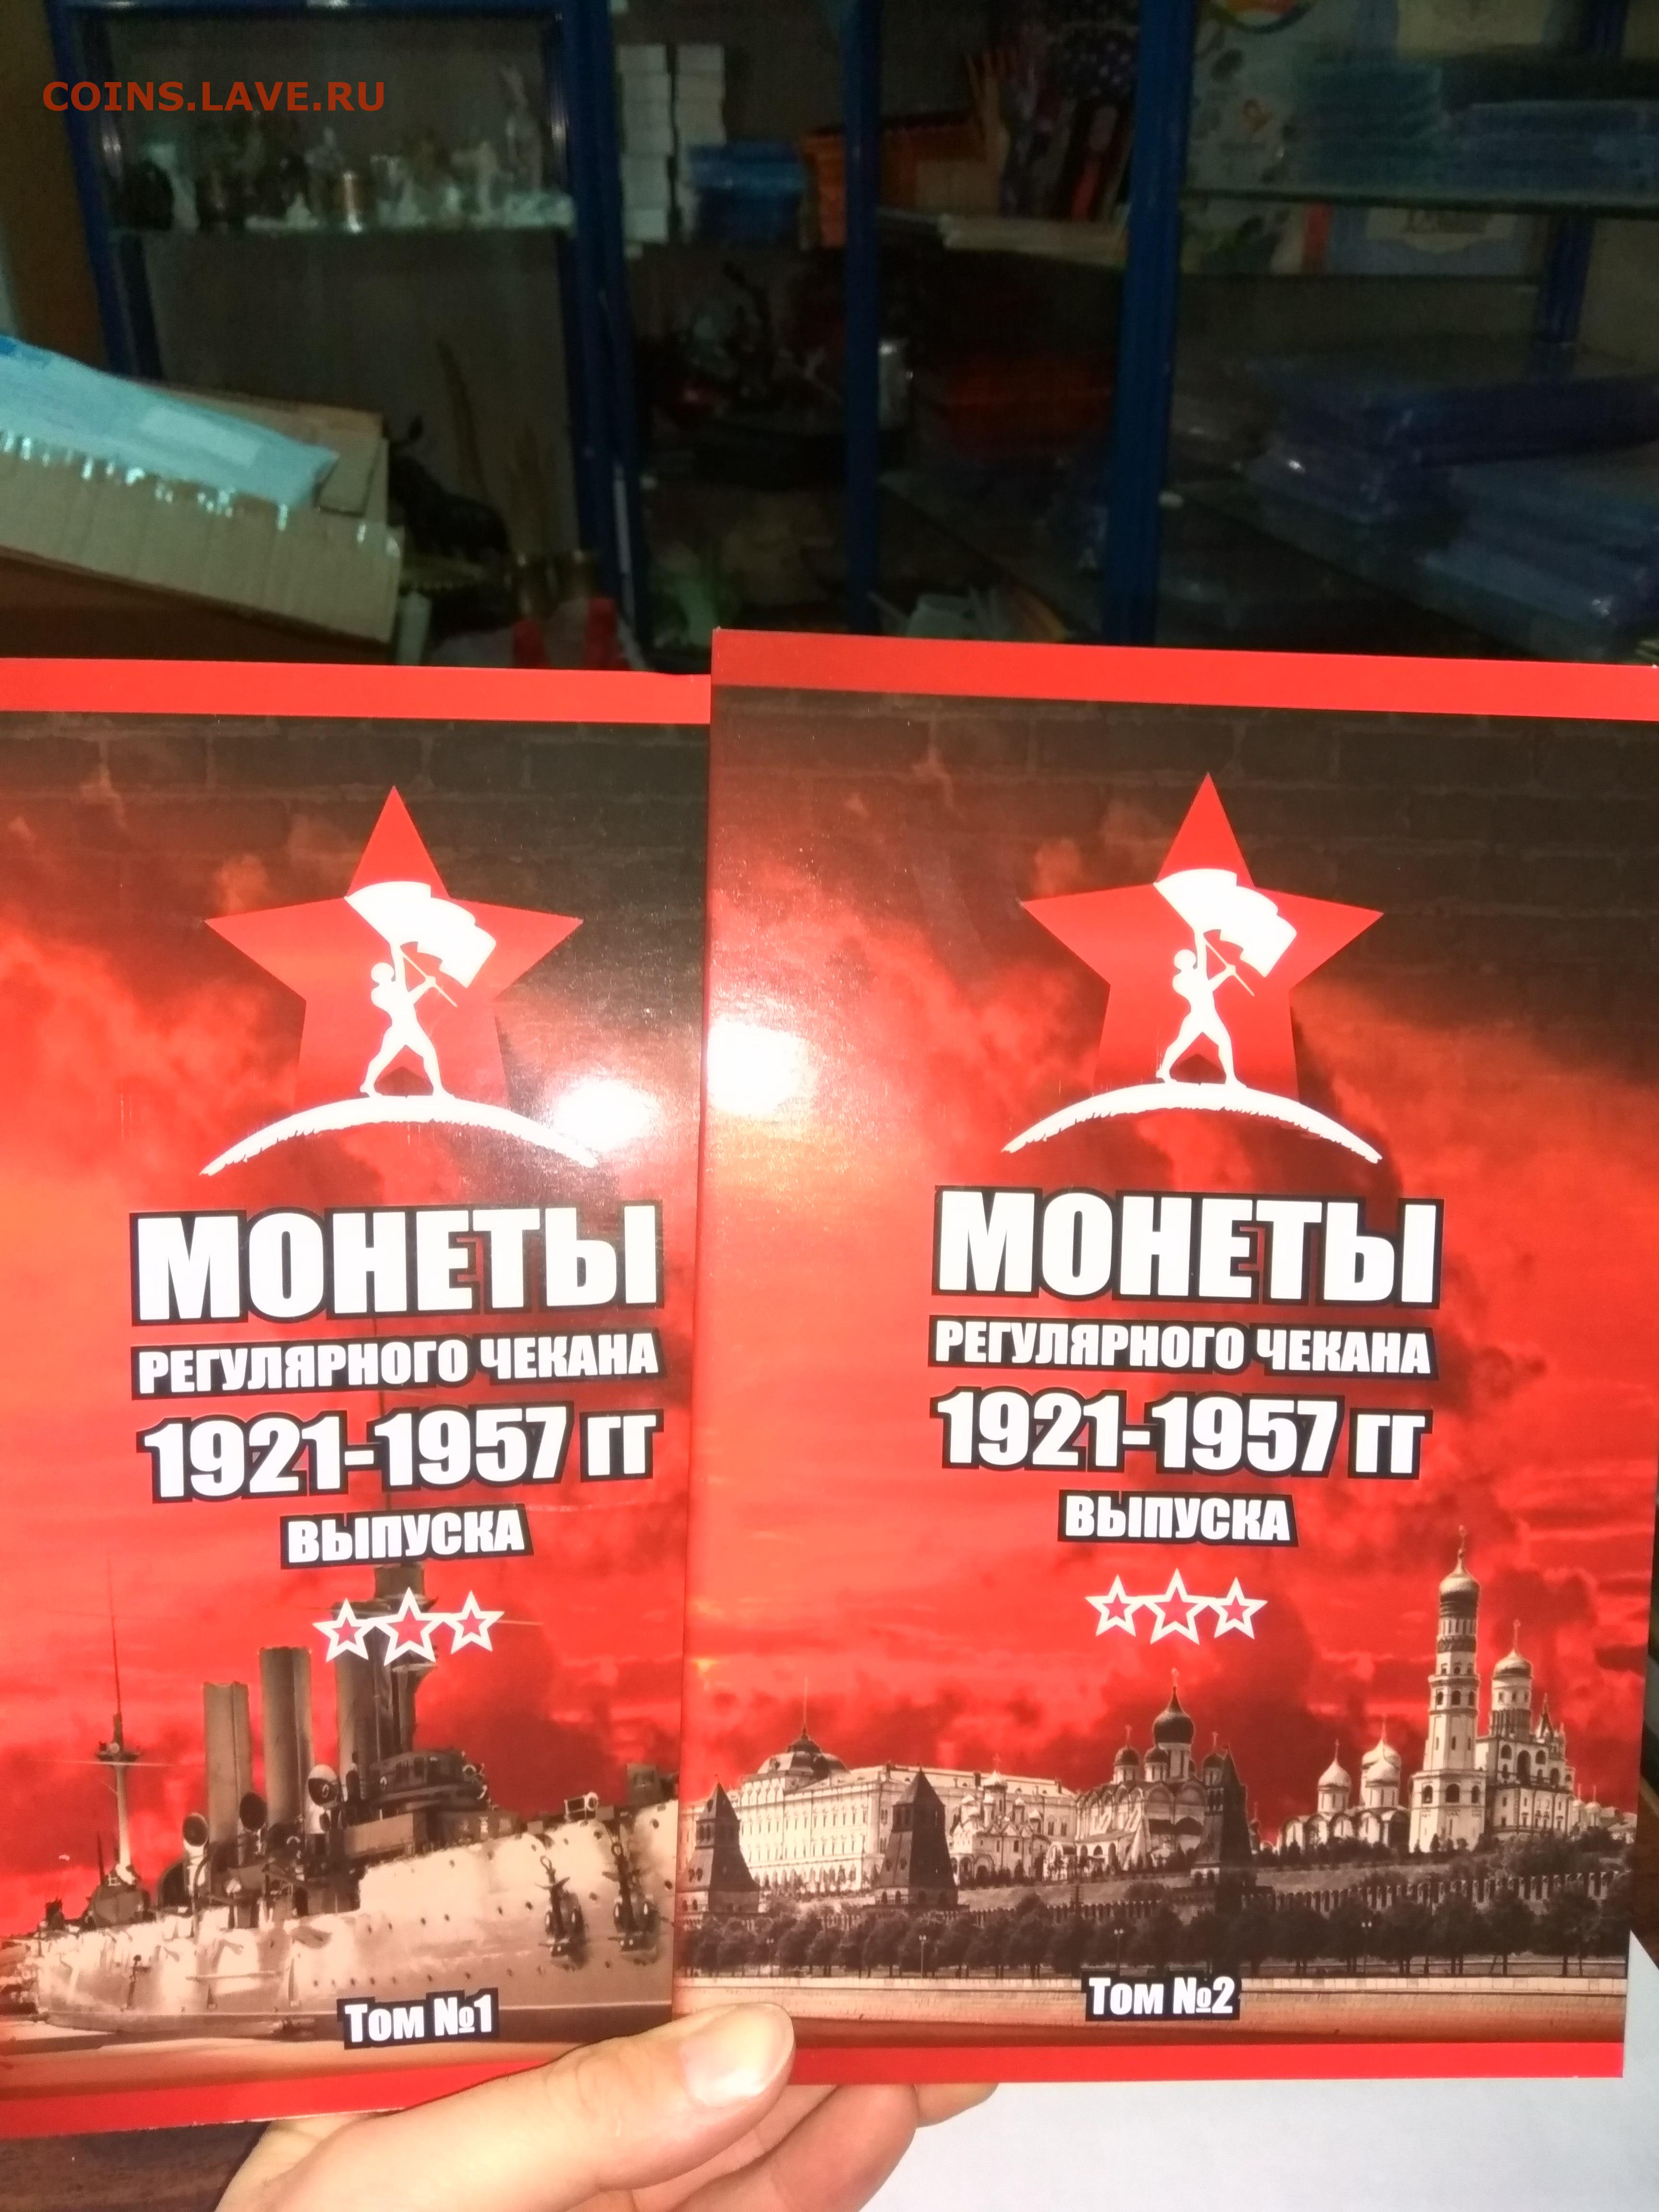 COINS.LAVE.RU
МОНЕТЫ
РЕГУЛЯРНОГО ЧЕКАНА
1921-1957 ГГ
ВЫПУСКА
Том №1
МОНЕТЫ
РЕГУЛЯРНОГО ЧЕКАНА
1921-1957 ГГ
ВЫПУСКА
Том №2